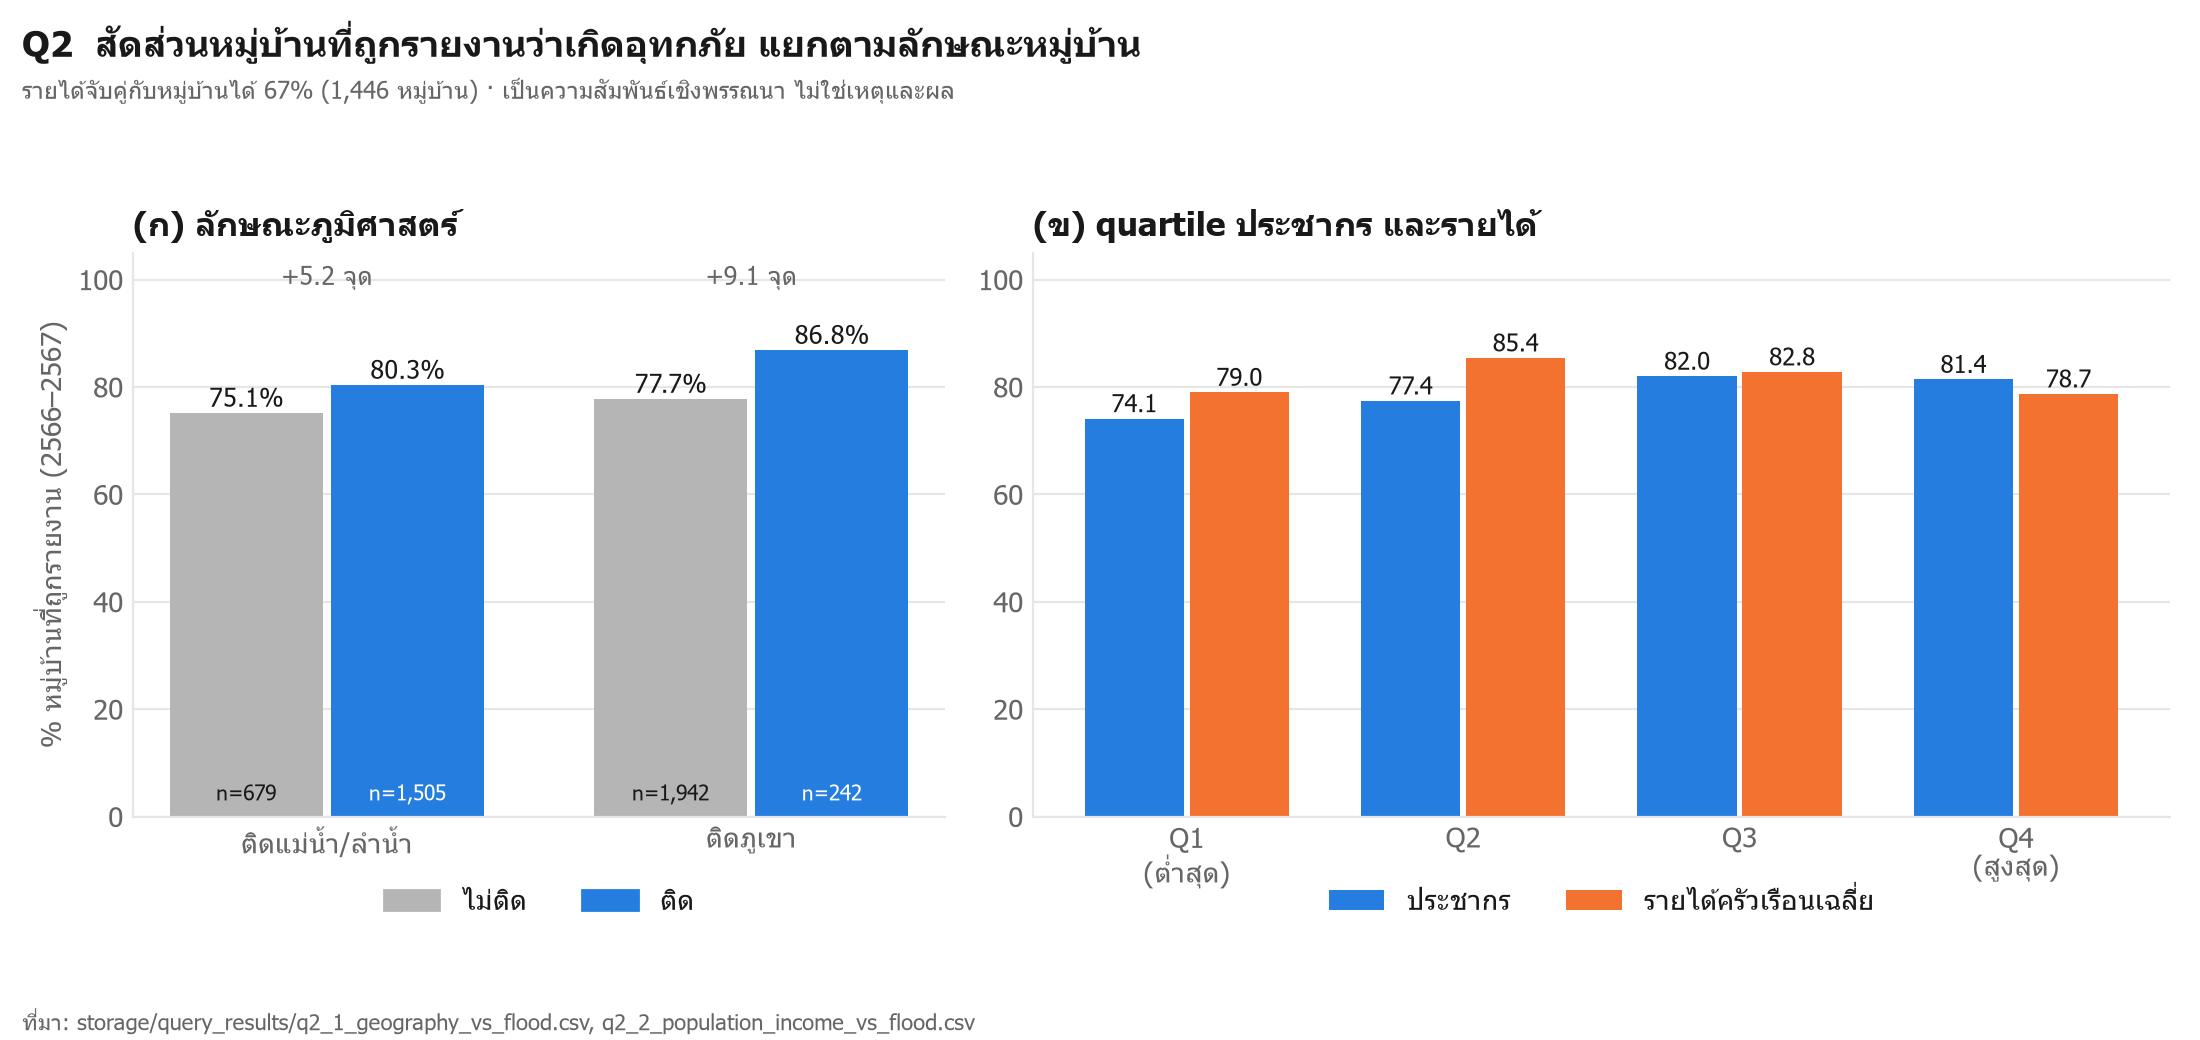 Q2 สัดส่วนหมู่บ้านที่ถูกรายงานว่าเกิดอุทกภัย แยกตามลักษณะหมู่บ้าน
รายได้จับคู่กับหมู่บ้านได้ 67% (1,446 หมู่บ้าน) · เป็นความสัมพันธ์เชิงพรรณนา ไม่ใช่เหตุและผล
(ก) ลักษณะภูมิศาสตร์
% หมู่บ้านที่ถูกรายงาน (2566–2567)
100
80
60
40
20
0
+5.2 จุด
+9.1 จุด
75.1%
80.3%
77.7%
86.8%
n=679
n=1,505
n=1,942
n=242
ติดแม่น้ำ/ลำน้ำ
ติดภูเขา
ไม่ติด
ติด
(ข) quartile ประชากร และรายได้
100
80
60
40
20
0
74.1
79.0
77.4
85.4
82.0
82.8
81.4
78.7
Q1
(ต่ำสุด)
Q2
Q3
Q4
(สูงสุด)
ประชากร
รายได้ครัวเรือนเฉลี่ย
ที่มา: storage/query_results/q2_1_geography_vs_flood.csv, q2_2_population_income_vs_flood.csv